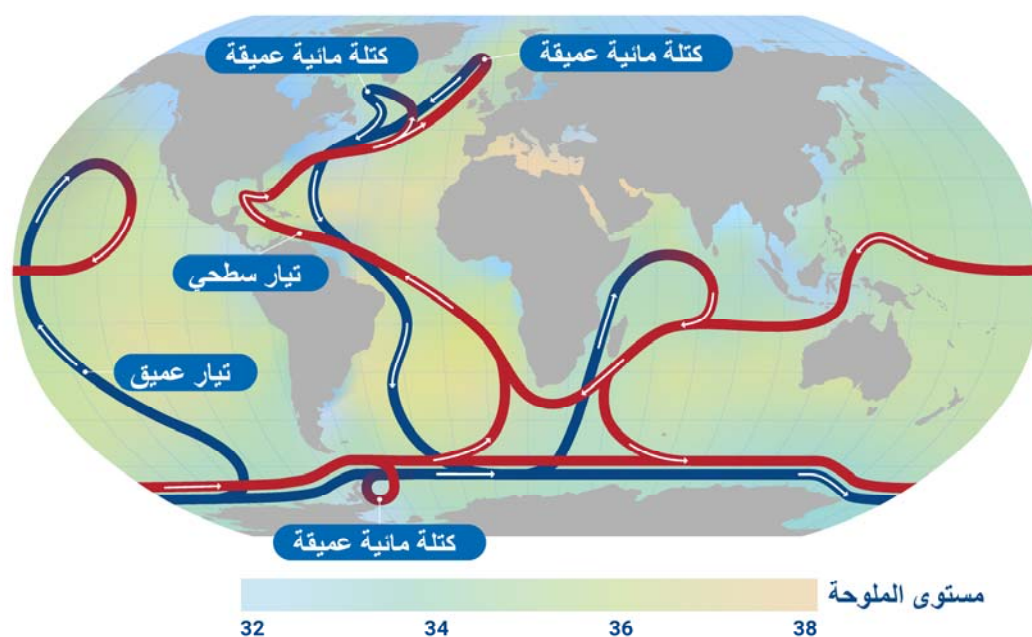 كتلة مائية عميقة
كتلة مائية عميقة
تيار سطحي
تيار عميق
كتلة مائية عميقة
مستوى الملوحة
32 34 36 38